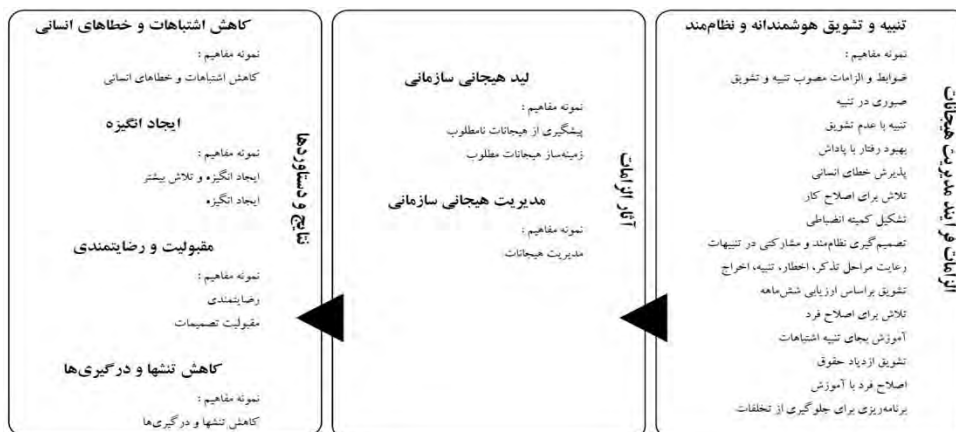 الزامات فرایند مدیریت هیجانات
تنبیه و تشویق هوشمندانه و نظام‌مند
نمونه مفاهیم :
ضوابط و الزامات مصوب تنبیه و تشویق
صبوری در تنبیه
تنبیه با عدم تشویق
بهبود رفتار با پاداش
پذیرش خطای انسانی
تلاش برای اصلاح کار
تشکیل کمیته انضباطی
تصمیم‌گیری نظام‌مند و مشارکتی در تنبیهات
رعایت مراحل تذکر، اخطار، تنبیه، اخراج
تشویق براساس ارزیابی شش‌ماهه
تلاش برای اصلاح فرد
آموزش بجای تنبیه اشتباهات
تشویق ازدیاد حقوق
اصلاح فرد با آموزش
برنامه‌ریزی برای جلوگیری از تخلفات
آثار الزامات
لید هیجانی سازمانی
نمونه مفاهیم :
پیشگیری از هیجانات نامطلوب
زمینه‌ساز هیجانات مطلوب
مدیریت هیجانی سازمانی
نمونه مفاهیم :
مدیریت هیجانات
نتایج و دستاوردها
کاهش اشتباهات و خطاهای انسانی
نمونه مفاهیم :
کاهش اشتباهات و خطاهای انسانی
ایجاد انگیزه
نمونه مفاهیم :
ایجاد انگیزه و تلاش بیشتر
ایجاد انگیزه
مقبولیت و رضایتمندی
نمونه مفاهیم :
رضایتمندی
مقبولیت تصمیمات
کاهش تنشها و درگیری‌ها
نمونه مفاهیم :
کاهش تنشها و درگیری‌ها